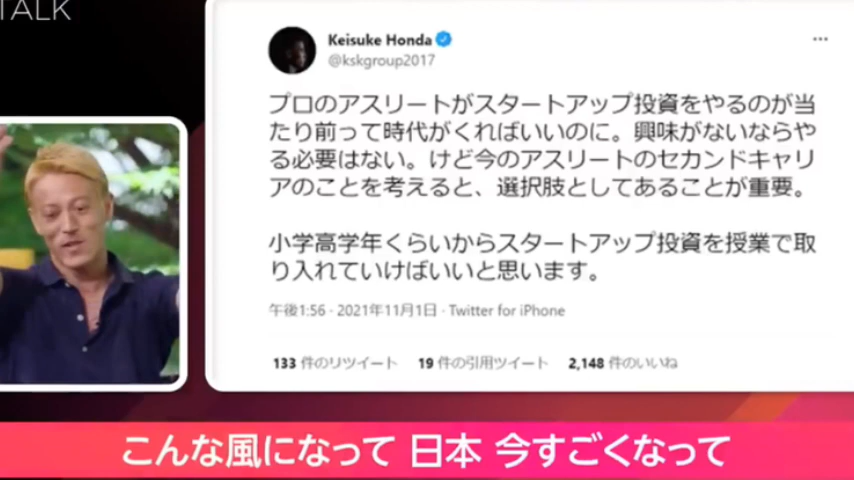 TALK
Keisuke Honda
@kskgroup2017
プロのアスリートがスタートアップ投資をやるのが当
たり前って時代がくればいいのに。興味がないならや
る必要はない。けど今のアスリートのセカンドキャリ
アのことを考えると、選択肢としてあることが重要。
小学高学年くらいからスタートアップ投資を授業で取
り入れていけばいいと思います。
午後1:56 · 2021年11月1日 · Twitter for iPhone
133 件のリツイート 19 件の引用ツイート 2,148 件のいいね
こんな風になって 日本 今すごくなって